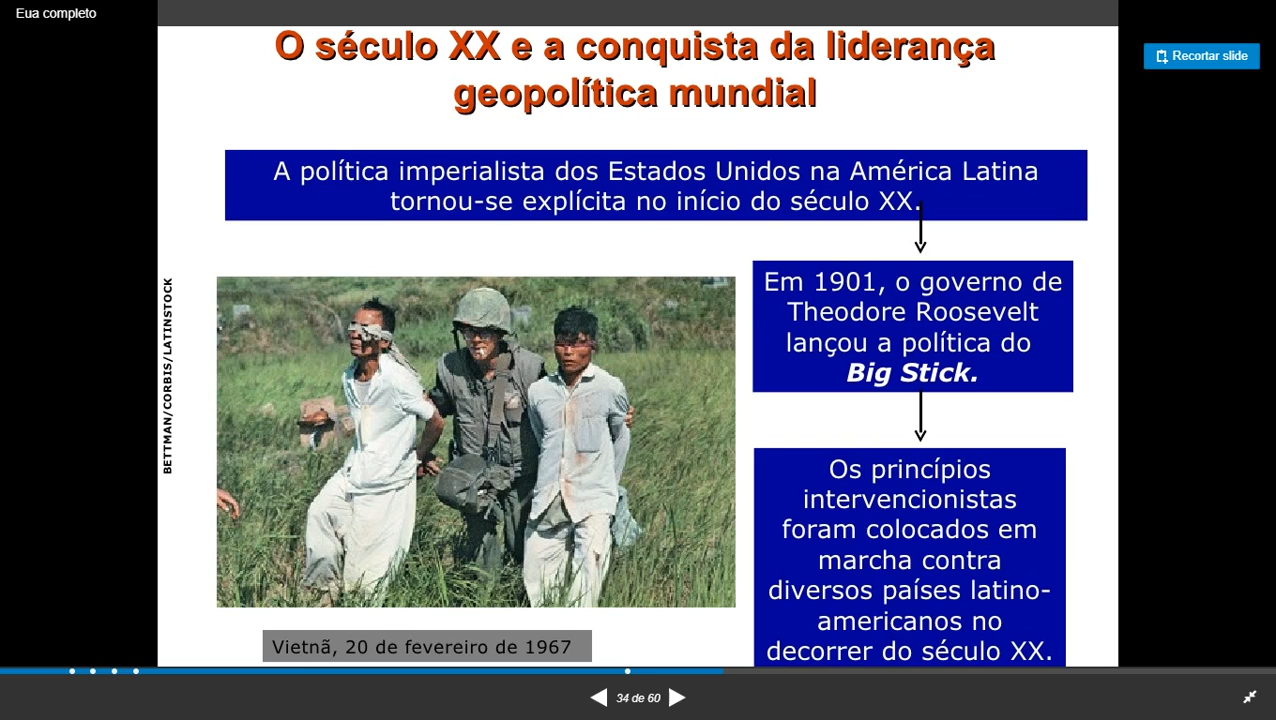 Eua completo
O século XX e a conquista da liderança
geopolítica mundial
Recortar slide
A política imperialista dos Estados Unidos na América Latina
tornou-se explícita no início do século XX.
Em 1901, o governo de
Theodore Roosevelt
lançou a política do
Big Stick.
BETTMAN/CORBIS/LATINSTOCK
Os princípios
intervencionistas
foram colocados em
marcha contra
diversos países latino-
americanos no
decorrer do século XX.
Vietnã, 20 de fevereiro de 1967
34 de 60